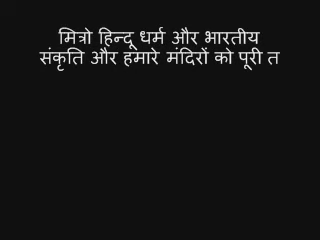 मित्रो हिन्दू धर्म और भारतीय
संकृति और हमारे मंदिरों को पूरी त